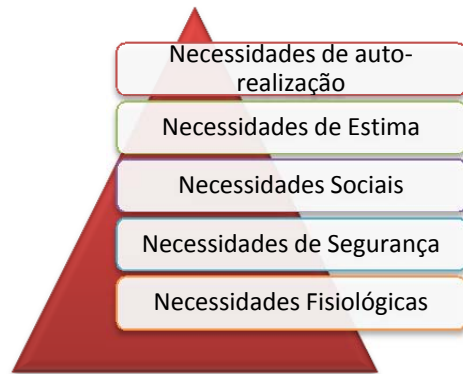 Necessidades de auto-
realização
Necessidades de Estima
Necessidades Sociais
Necessidades de Segurança
Necessidades Fisiológicas